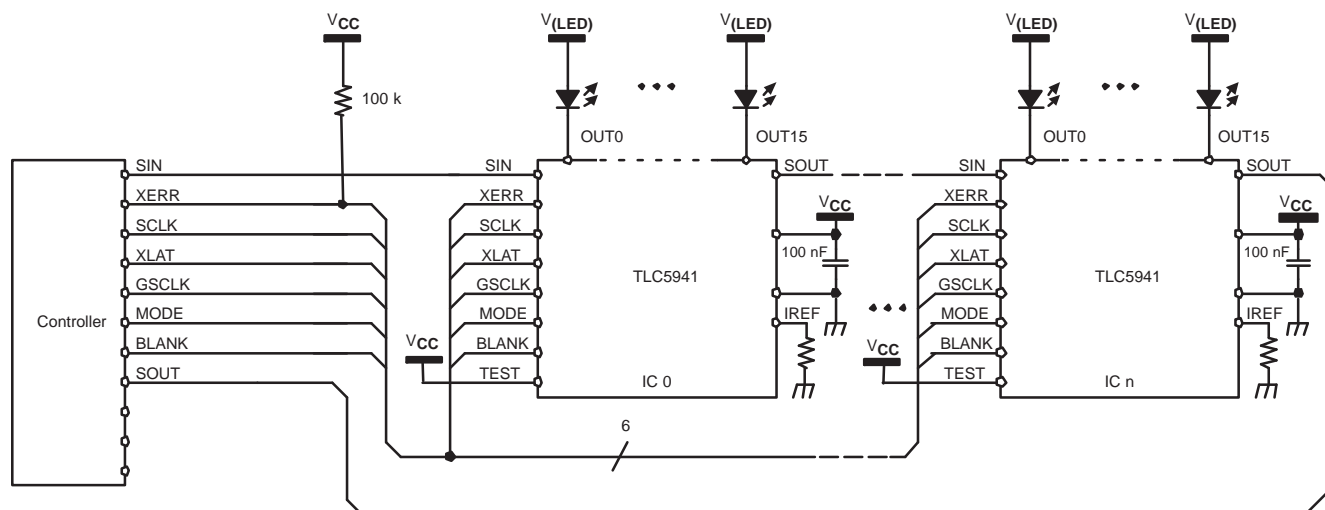 VCC
V(LED)
V(LED)
V(LED)
V(LED)
100 k
OUT0
OUT15
OUT0
OUT15
SIN
SIN
SOUT
SIN
SOUT
XERR
XERR
XERR
VCC
VCC
SCLK
SCLK
SCLK
XLAT
XLAT
100 nF
XLAT
100 nF
TLC5941
TLC5941
GSCLK
GSCLK
GSCLK
Controller
MODE
MODE
IREF
MODE
IREF
BLANK
VCC
BLANK
VCC
BLANK
SOUT
TEST
IC 0
TEST
IC n
6